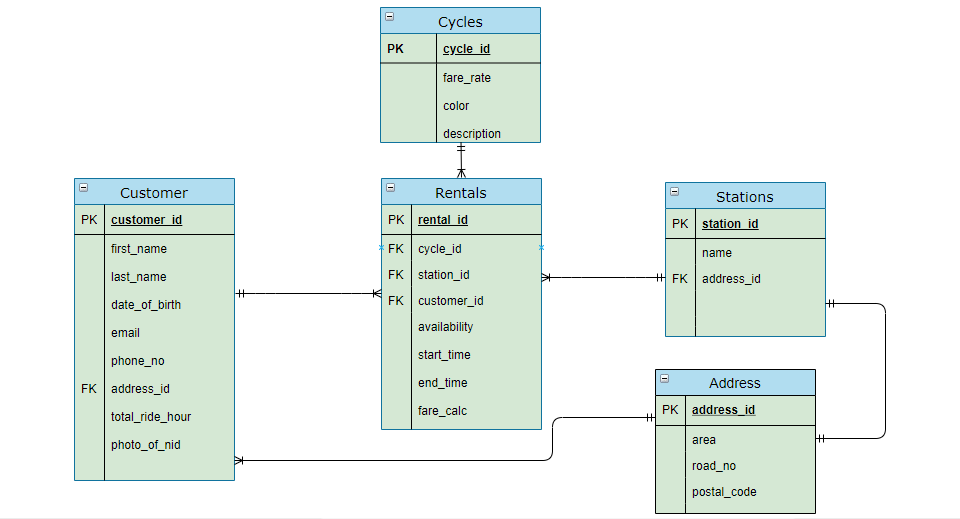 Cycles
PK cycle_id
fare_rate
color
description
Customer
PK customer_id
first_name
last_name
date_of_birth
email
phone_no
FK address_id
total_ride_hour
photo_of_nid
Rentals
PK rental_id
FK cycle_id
FK station_id
FK customer_id
availability
start_time
end_time
fare_calc
Stations
PK station_id
name
FK address_id
Address
PK address_id
area
road_no
postal_code